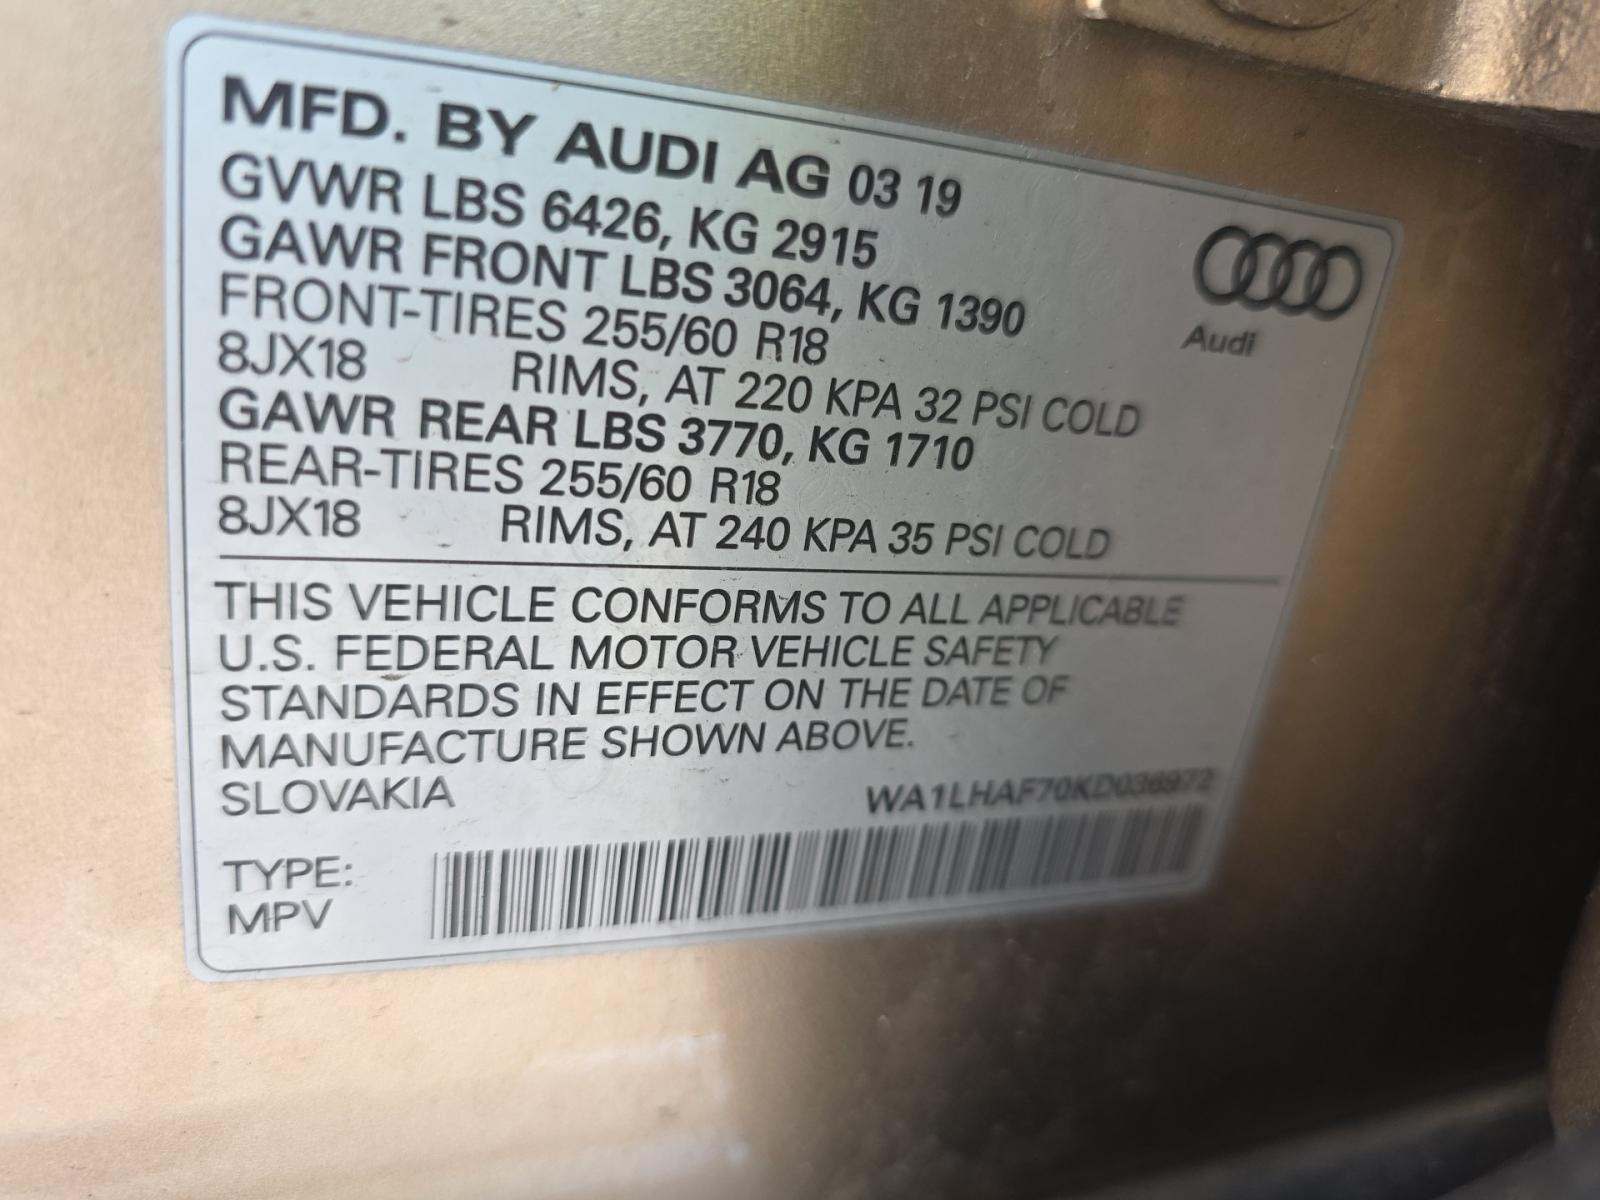 MFD. BY AUDI AG 03 19
GVWR LBS 6426, KG 2915
GAWR FRONT LBS 3064, KG 1390
FRONT-TIRES 255/60 R18
8JX18 RIMS, AT 220 KPA 32 PSI COLD
GAWR REAR LBS 3770, KG 1710
REAR-TIRES 255/60 R18
8JX18 RIMS, AT 240 KPA 35 PSI COLD
Audi
THIS VEHICLE CONFORMS TO ALL APPLICABLE
U.S. FEDERAL MOTOR VEHICLE SAFETY
STANDARDS IN EFFECT ON THE DATE OF
MANUFACTURE SHOWN ABOVE.
SLOVAKIA
TYPE:
MPV